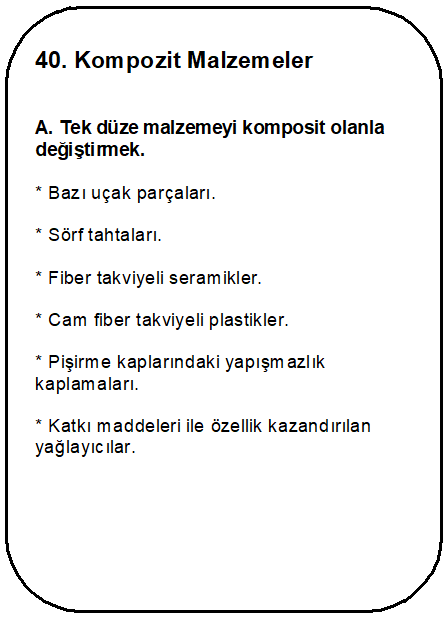 40. Kompozit Malzemeler
A. Tek düze malzemeyi komposit olanla
değiştirmek.
* Bazı uçak parçaları.
* Sörf tahtaları.
* Fiber takviyeli seramikler.
* Cam fiber takviyeli plastikler.
* Pişirme kaplarındaki yapışmazlık
kaplamaları.
* Katkı maddeleri ile özellik kazandırılan
yağlayıcılar.